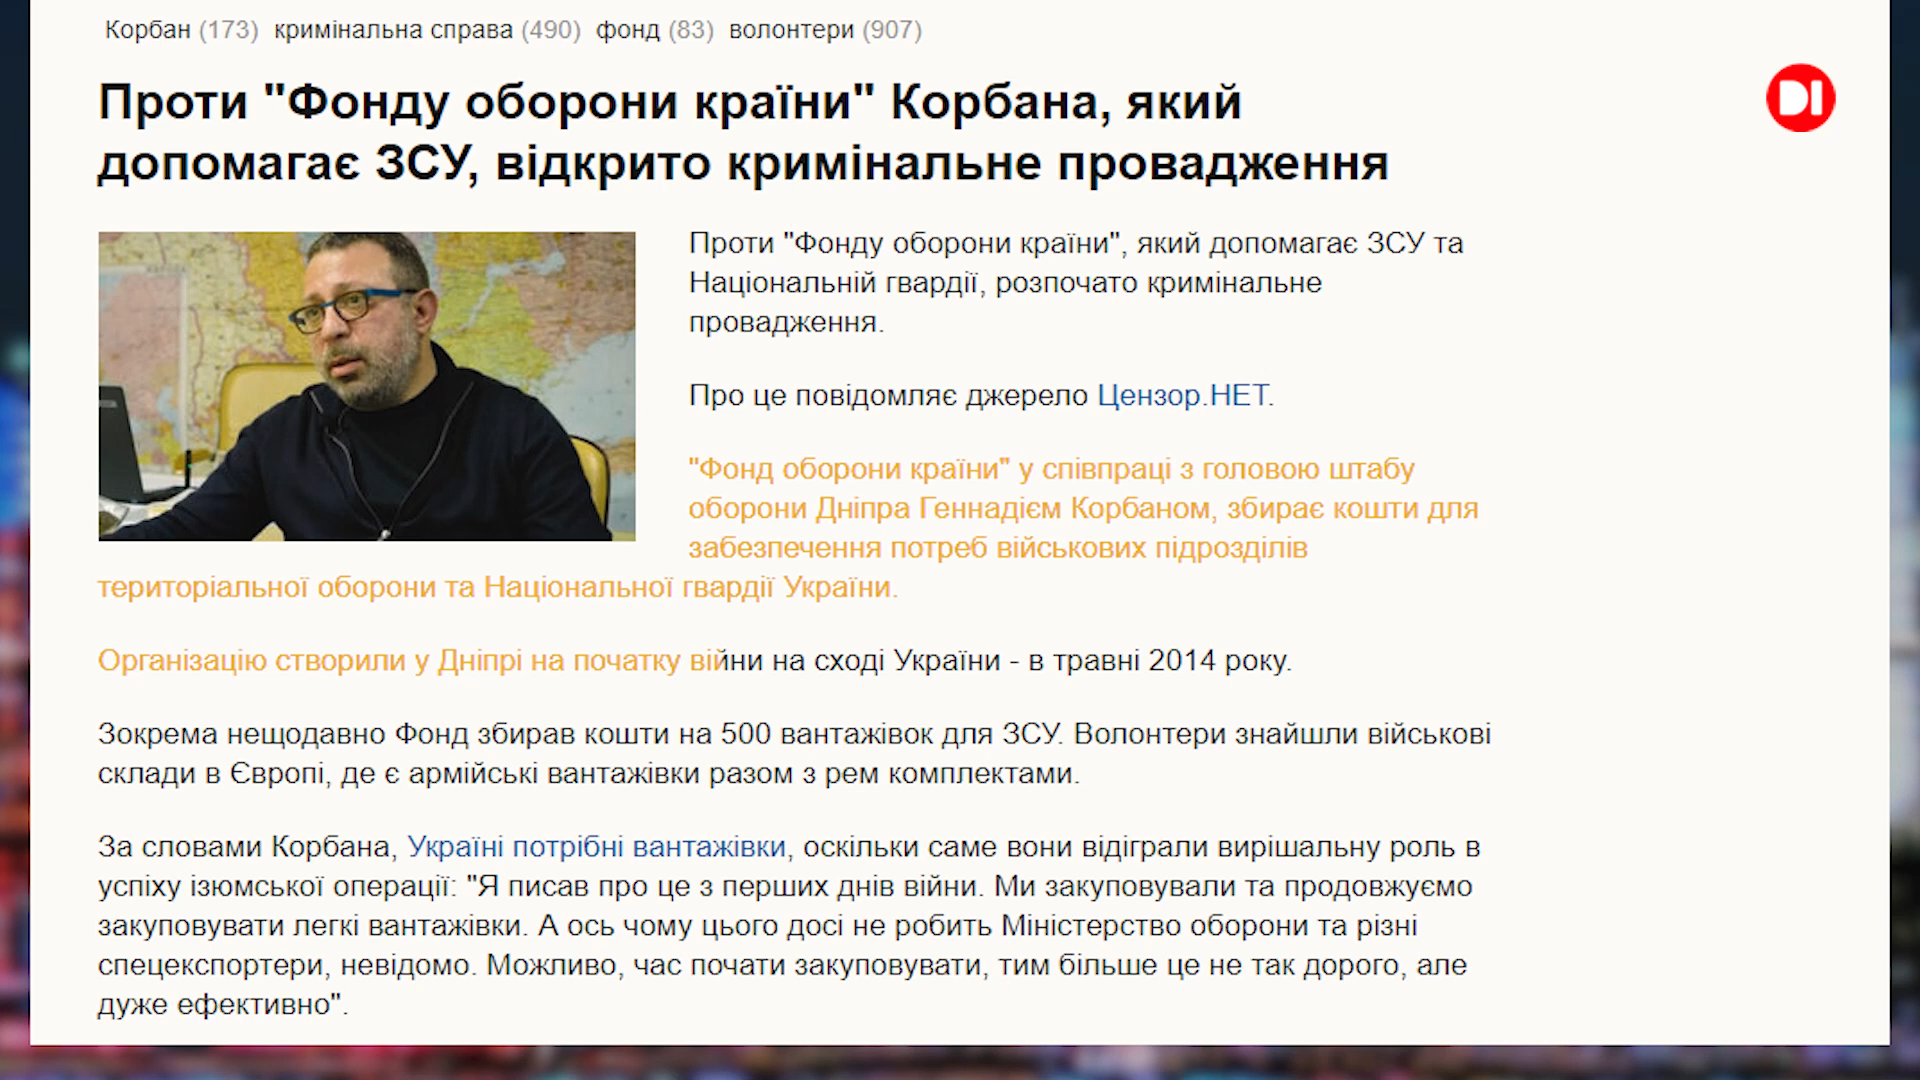 Корбан (173) кримінальна справа (490) фонд (83) волонтери (907)
Проти "Фонду оборони країни" Корбана, який
допомагає ЗСУ, відкрито кримінальне провадження
DI
Проти "Фонду оборони країни", який допомагає ЗСУ та
Національній гвардії, розпочато кримінальне
провадження.
Про це повідомляє джерело Цензор.НЕТ.
"Фонд оборони країни" у співпраці з головою штабу
оборони Дніпра Геннадієм Корбаном, збирає кошти для
забезпечення потреб військових підрозділів
територіальної оборони та Національної гвардії України.
Організацію створили у Дніпрі на початку війни на сході України - в травні 2014 року.
Зокрема нещодавно Фонд збирав кошти на 500 вантажівок для ЗСУ. Волонтери знайшли військові
склади в Європі, де є армійські вантажівки разом з рем комплектами.
За словами Корбана, Україні потрібні вантажівки, оскільки саме вони відіграли вирішальну роль в
успіху ізюмської операції: "Я писав про це з перших днів війни. Ми закуповували та продовжуємо
закуповувати легкі вантажівки. А ось чому цього досі не робить Міністерство оборони та різні
спецекспортери, невідомо. Можливо, час почати закуповувати, тим більше це не так дорого, але
дуже ефективно".